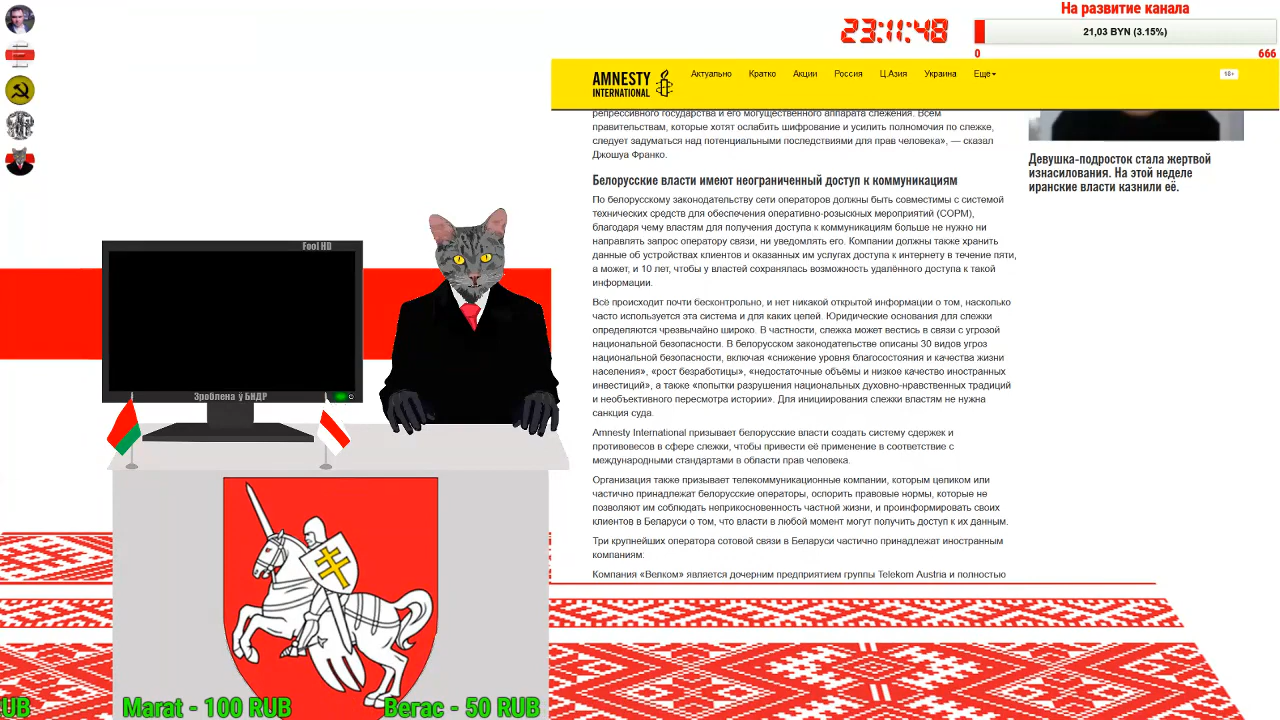 На развитие канала
23:11:48
21,03 BYN (3.15%)
0
666
AMNESTY
INTERNATIONAL
Актуально
Кратко
Акции
Россия
Ц.Азия
Украина
Еще
18+
репрессивного государства и его могущественного аппарата слежения. Всем
правительствам, которые хотят ослабить шифрование и усилить полномочия по слежке,
следует задуматься над потенциальными последствиями для прав человека», — сказал
Джошуа Франко.
Белорусские власти имеют неограниченный доступ к коммуникациям
По белорусскому законодательству сети операторов должны быть совместимы с системой
технических средств для обеспечения оперативно-розыскных мероприятий (СОРМ),
благодаря чему властям для получения доступа к коммуникациям больше не нужно ни
направлять запрос оператору связи, ни уведомлять его. Компании должны также хранить
данные об устройствах клиентов и оказанных им услугах доступа к интернету в течение пяти,
а может, и 10 лет, чтобы у властей сохранялась возможность удалённого доступа к такой
информации.
Всё происходит почти бесконтрольно, и нет никакой открытой информации о том, насколько
часто используется эта система и для каких целей. Юридические основания для слежки
определяются чрезвычайно широко. В частности, слежка может вестись в связи с угрозой
национальной безопасности. В белорусском законодательстве описаны 30 видов угроз
национальной безопасности, включая «снижение уровня благосостояния и качества жизни
населения», «рост безработицы», «недостаточные объёмы и низкое качество иностранных
инвестиций», а также «попытки разрушения национальных духовно-нравственных традиций
и необъективного пересмотра истории». Для инициирования слежки властям не нужна
санкция суда.
Amnesty International призывает белорусские власти создать систему сдержек и
противовесов в сфере слежки, чтобы привести её применение в соответствие с
международными стандартами в области прав человека.
Организация также призывает телекоммуникационные компании, которым целиком или
частично принадлежат белорусские операторы, оспорить правовые нормы, которые не
позволяют им соблюдать неприкосновенность частной жизни, и проинформировать своих
клиентов в Беларуси о том, что власти в любой момент могут получить доступ к их данным.
Три крупнейших оператора сотовой связи в Беларуси частично принадлежат иностранным
компаниям:
Компания «Велком» является дочерним предприятием группы Telekom Austria и полностью
Девушка-подросток стала жертвой
изнасилования. На этой неделе
иранские власти казнили её.
Fool HD
Зроблена ў БНДР
UB
Marat - 100 RUB
Вегас - 50 RUB